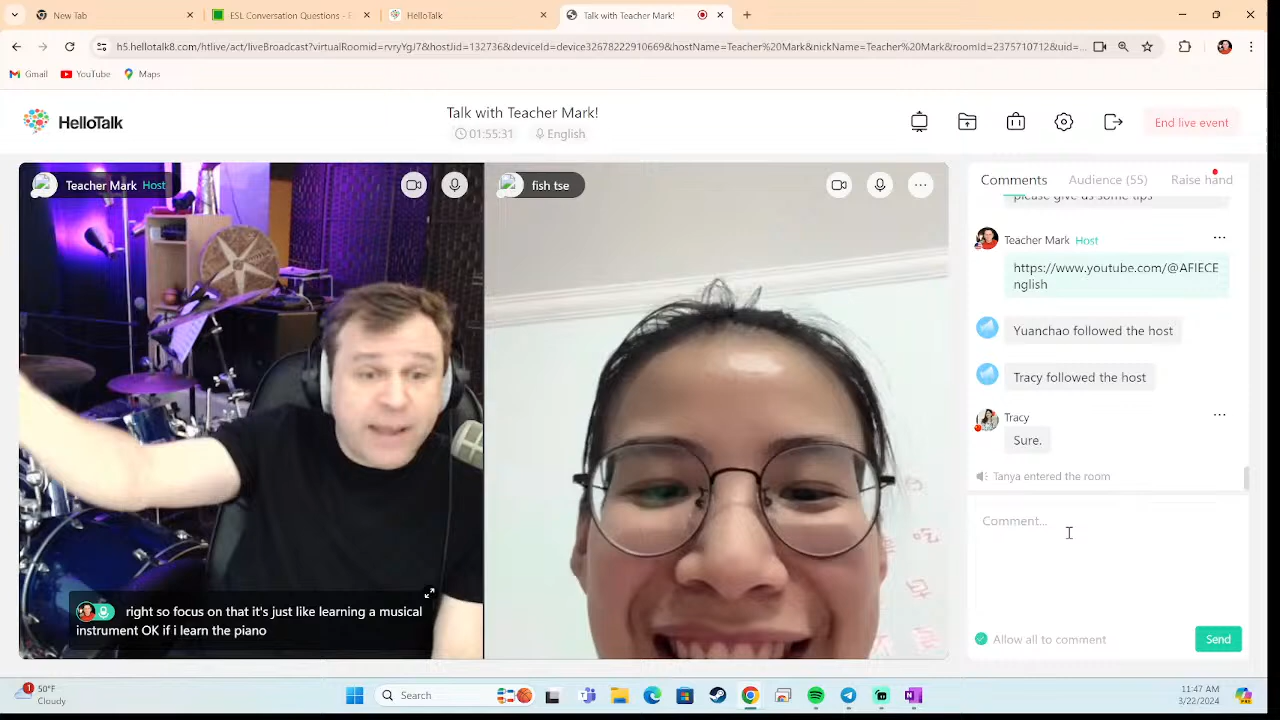 New Tab
ESL Conversation Questions - F
HelloTalk
Talk with Teacher Mark!
h5.hellotalk8.com/htlive/act/liveBroadcast?virtualRoomid=rvryYgJ7&hostid=132736&deviceId=device32678222910669&hostName=Teacher%20Mark&nickName=Teacher%20Mark&roomId=2375710712&uid=...
Gmail
YouTube
Maps
HelloTalk
Talk with Teacher Mark!
01:55:31
English
End live event
Teacher Mark Host
fish tse
right so focus on that it's just like learning a musical
instrument OK if i learn the piano
Comments
Audience (55)
Raise hand
please give us some tips
Teacher Mark Host
https://www.youtube.com/@AFIECE
nglish
Yuanchao followed the host
Tracy followed the host
Tracy
Sure.
Tanya entered the room
Comment...
Allow all to comment
Send
1
50°F
Cloudy
Search
11:47 AM
3/22/2024